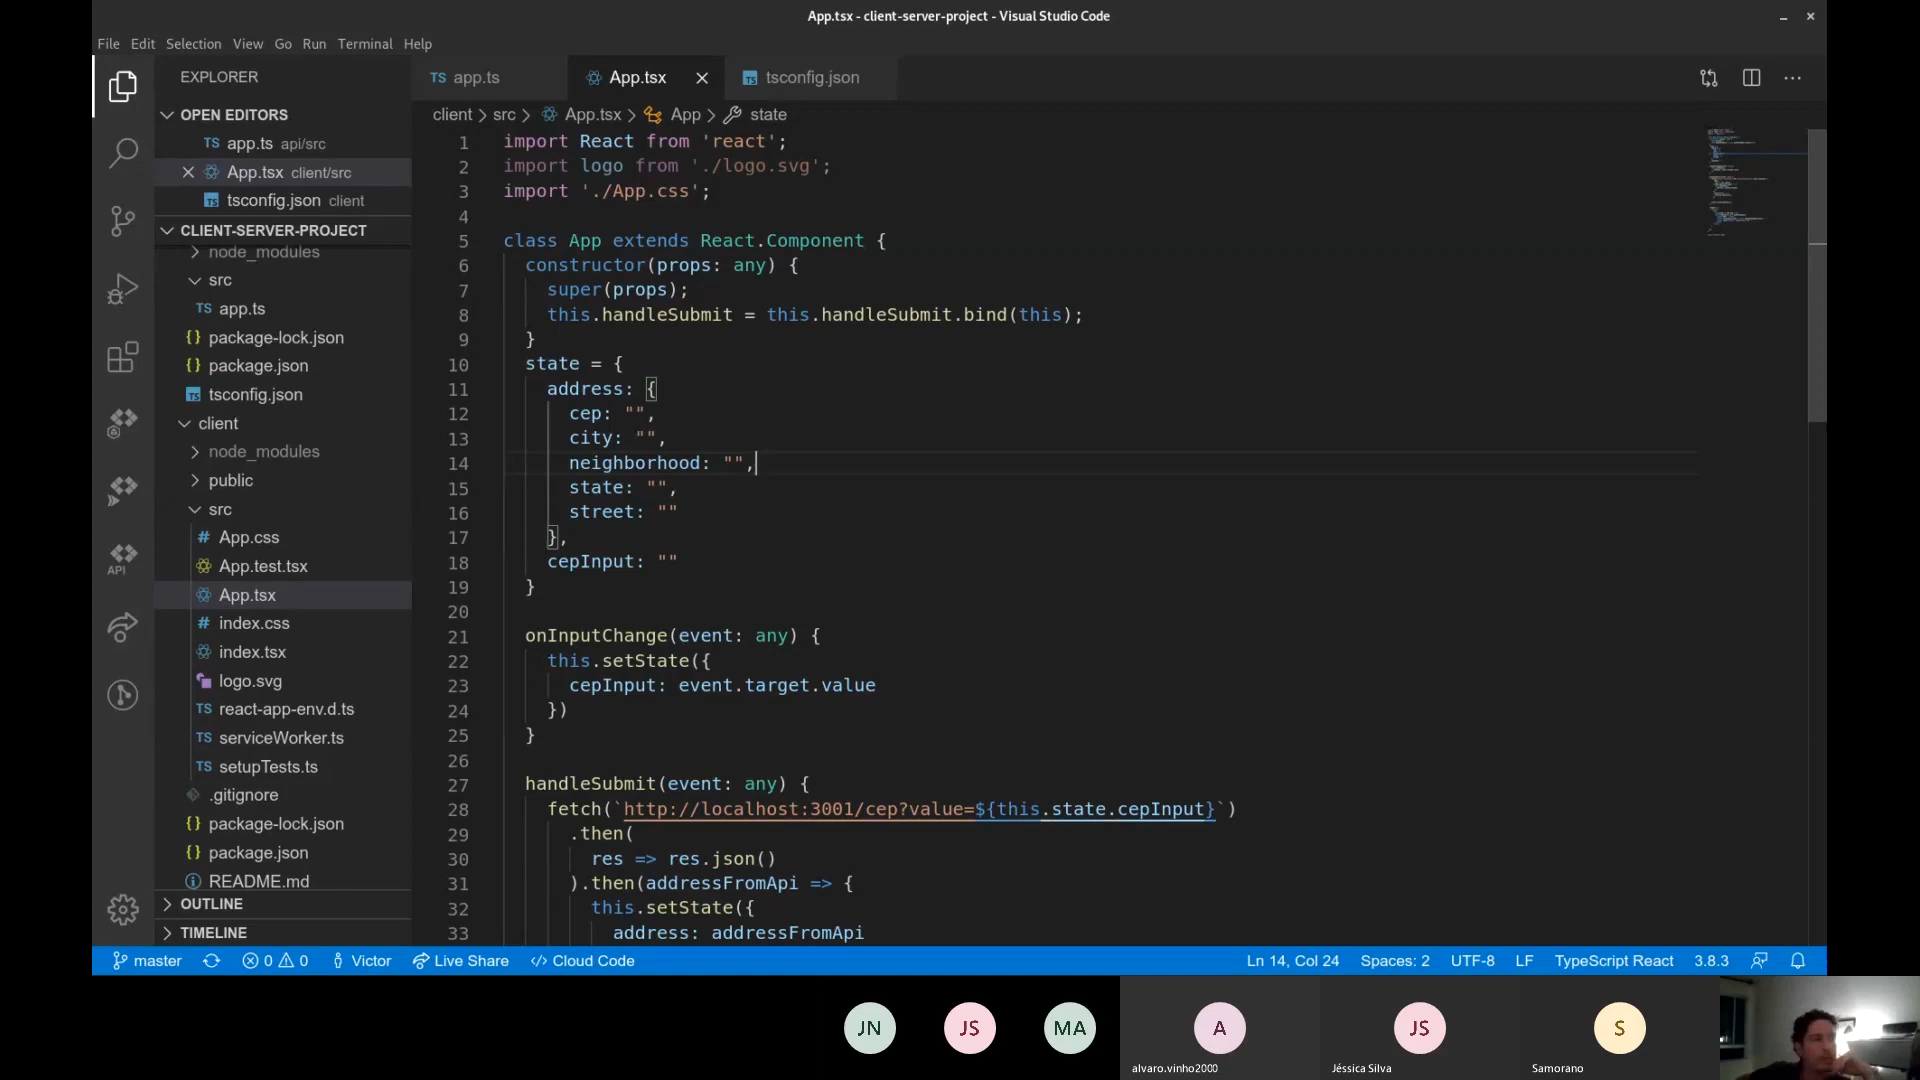 App.tsx - client-server-project - Visual Studio Code
File Edit Selection View Go Run Terminal Help
EXPLORER
OPEN EDITORS
TS app.ts api/src
App.tsx client/src
TS tsconfig.json client
CLIENT-SERVER-PROJECT
node_modules
src
TS app.ts
{} package-lock.json
{} package.json
TS tsconfig.json
client
node_modules
public
src
# App.css
App.test.tsx
App.tsx
# index.css
index.tsx
logo.svg
TS react-app-env.d.ts
TS serviceWorker.ts
TS setupTests.ts
.gitignore
{} package-lock.json
{} package.json
README.md
OUTLINE
TIMELINE
API
TS app.ts
App.tsx
TS tsconfig.json
client > src > App.tsx > App > state
1 import React from 'react';
2 import logo from './logo.svg';
3 import './App.css';
4
5 class App extends React.Component {
6 constructor(props: any) {
7 super(props);
8 this.handleSubmit = this.handleSubmit.bind(this);
9 }
10 state = {
11 address: {
12 cep: "",
13 city: "",
14 neighborhood: "",
15 state: "",
16 street: ""
17 },
18 cepInput: ""
19 }
20
21 onInputChange(event: any) {
22 this.setState({
23 cepInput: event.target.value
24 })
25 }
26
27 handleSubmit(event: any) {
28 fetch(`http://localhost:3001/cep?value=${this.state.cepInput}`)
29 .then(
30 res => res.json()
31 ).then(addressFromApi => {
32 this.setState({
33 address: addressFromApi
master 0 0 Victor Live Share Cloud Code Ln 14, Col 24 Spaces: 2 UTF-8 LF TypeScript React 3.8.3
JN JS MA A JS S
alvaro.vinho2000 Jéssica Silva Samorano